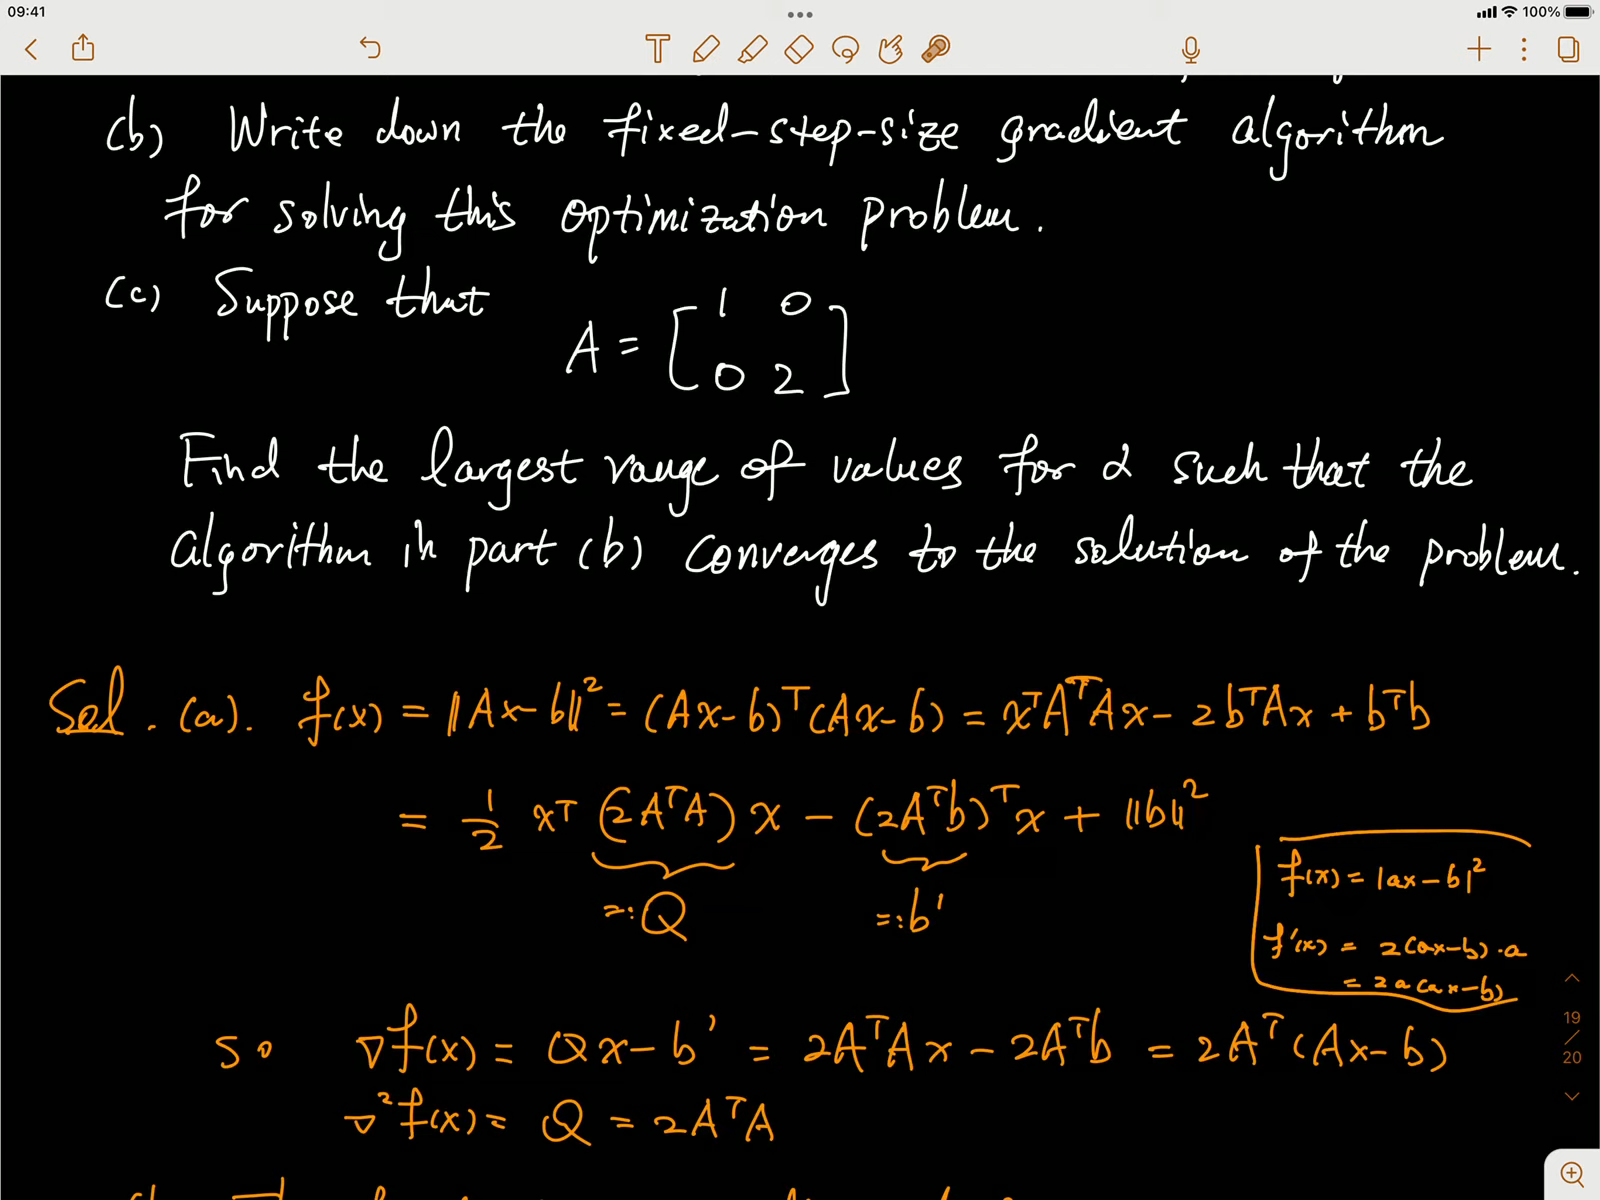 09:41
100%
(b) Write down the fixed-step-size gradient algorithm
for solving this optimization problem.
(c) Suppose that
A = [ 1 0
0 2 ]
Find the largest range of values for α such that the
algorithm in part (b) converges to the solution of the problem.
Sol. (a). f(x) = ‖Ax-b‖² = (Ax-b)ᵀ(Ax-b) = xᵀAᵀAx - 2bᵀAx + bᵀb
= 1/2 xᵀ (2AᵀA) x - (2Aᵀb)ᵀx + ‖b‖²
=: Q =: b'
f(x) = |ax-b|²
f'(x) = 2(ax-b)·a
= 2a(ax-b)
so ∇f(x) = Qx - b' = 2AᵀAx - 2Aᵀb = 2Aᵀ(Ax-b)
∇²f(x) = Q = 2AᵀA
19
/
20